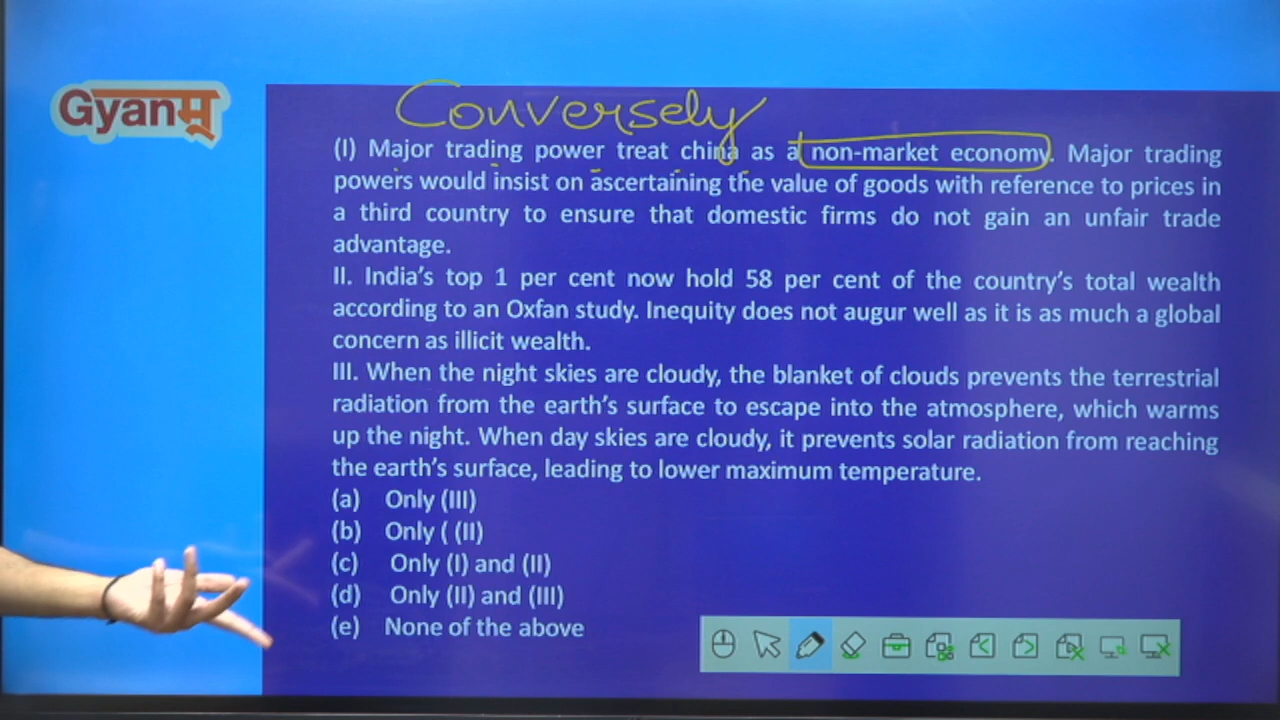 Gyanम्
Conversely
(I) Major trading power treat china as a non-market economy. Major trading
powers would insist on ascertaining the value of goods with reference to prices in
a third country to ensure that domestic firms do not gain an unfair trade
advantage.
II. India's top 1 per cent now hold 58 per cent of the country's total wealth
according to an Oxfan study. Inequity does not augur well as it is as much a global
concern as illicit wealth.
III. When the night skies are cloudy, the blanket of clouds prevents the terrestrial
radiation from the earth's surface to escape into the atmosphere, which warms
up the night. When day skies are cloudy, it prevents solar radiation from reaching
the earth's surface, leading to lower maximum temperature.
(a) Only (III)
(b) Only ( (II)
(c) Only (I) and (II)
(d) Only (II) and (III)
(e) None of the above